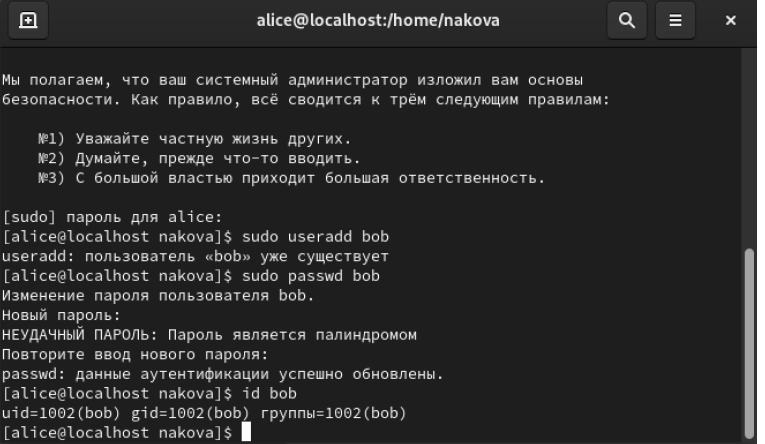 alice@localhost:/home/nakova
Мы полагаем, что ваш системный администратор изложил вам основы
безопасности. Как правило, всё сводится к трём следующим правилам:
№1) Уважайте частную жизнь других.
№2) Думайте, прежде что-то вводить.
№3) С большой властью приходит большая ответственность.
[sudo] пароль для alice:
[alice@localhost nakova]$ sudo useradd bob
useradd: пользователь «bob» уже существует
[alice@localhost nakova]$ sudo passwd bob
Изменение пароля пользователя bob.
Новый пароль:
НЕУДАЧНЫЙ ПАРОЛЬ: Пароль является палиндромом
Повторите ввод нового пароля:
passwd: данные аутентификации успешно обновлены.
[alice@localhost nakova]$ id bob
uid=1002(bob) gid=1002(bob) группы=1002(bob)
[alice@localhost nakova]$